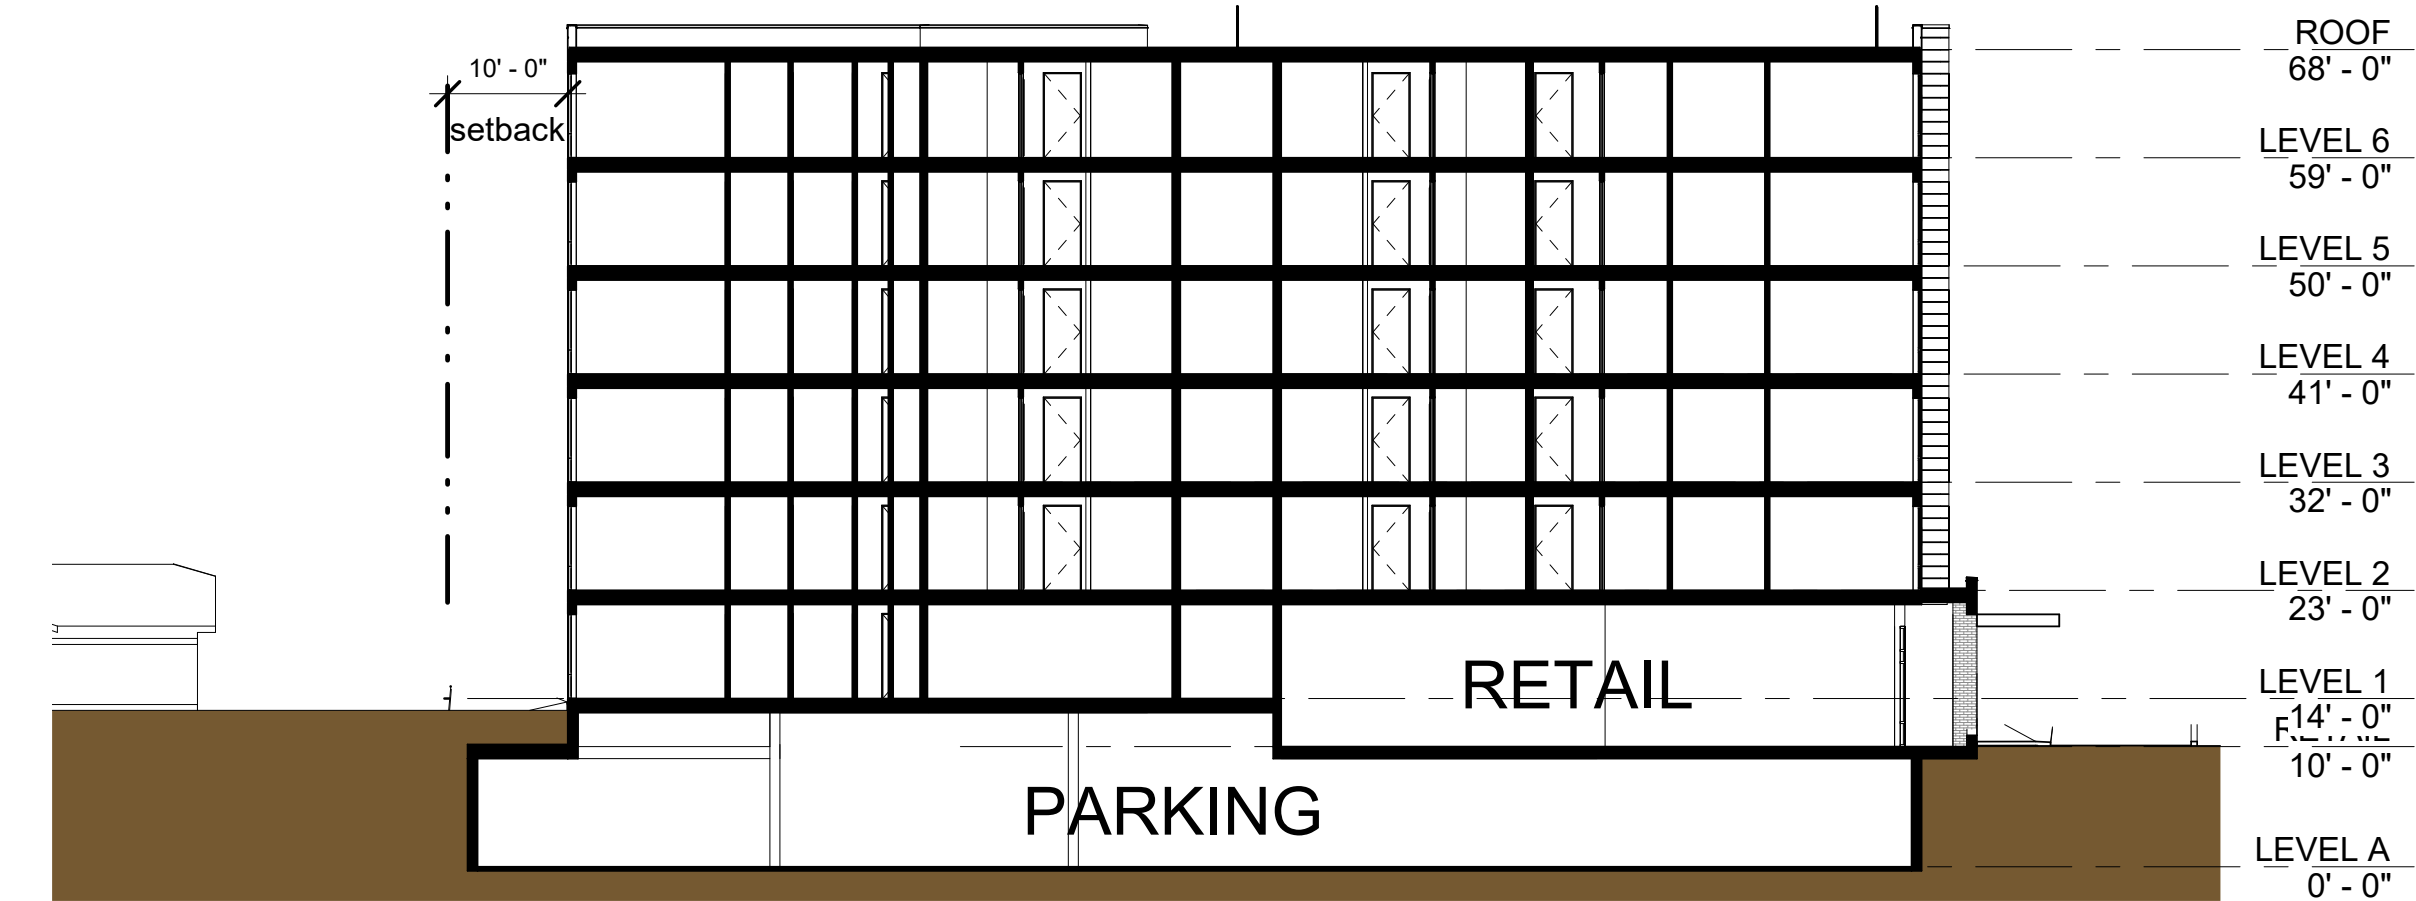 ROOF
68' - 0"
10' - 0"
setback
LEVEL 6
59' - 0"
LEVEL 5
50' - 0"
LEVEL 4
41' - 0"
LEVEL 3
32' - 0"
LEVEL 2
23' - 0"
RETAIL
LEVEL 1
14' - 0"
RETAIL
10' - 0"
PARKING
LEVEL A
0' - 0"